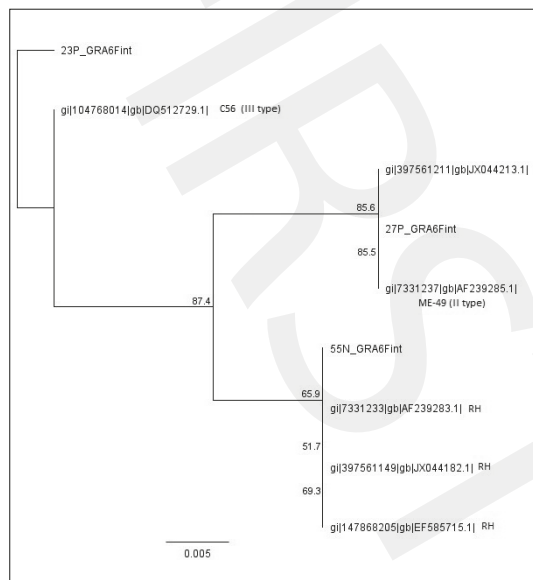 23P_GRA6Fint
gi|104768014|gb|DQ512729.1| C56 (III type)
gi|397561211|gb|JX044213.1|
85.6
27P_GRA6Fint
85.5
gi|7331237|gb|AF239285.1|
ME-49 (II type)
87.4
55N_GRA6Fint
65.9
gi|7331233|gb|AF239283.1| RH
51.7
gi|397561149|gb|JX044182.1| RH
69.3
gi|147868205|gb|EF585715.1| RH
0.005